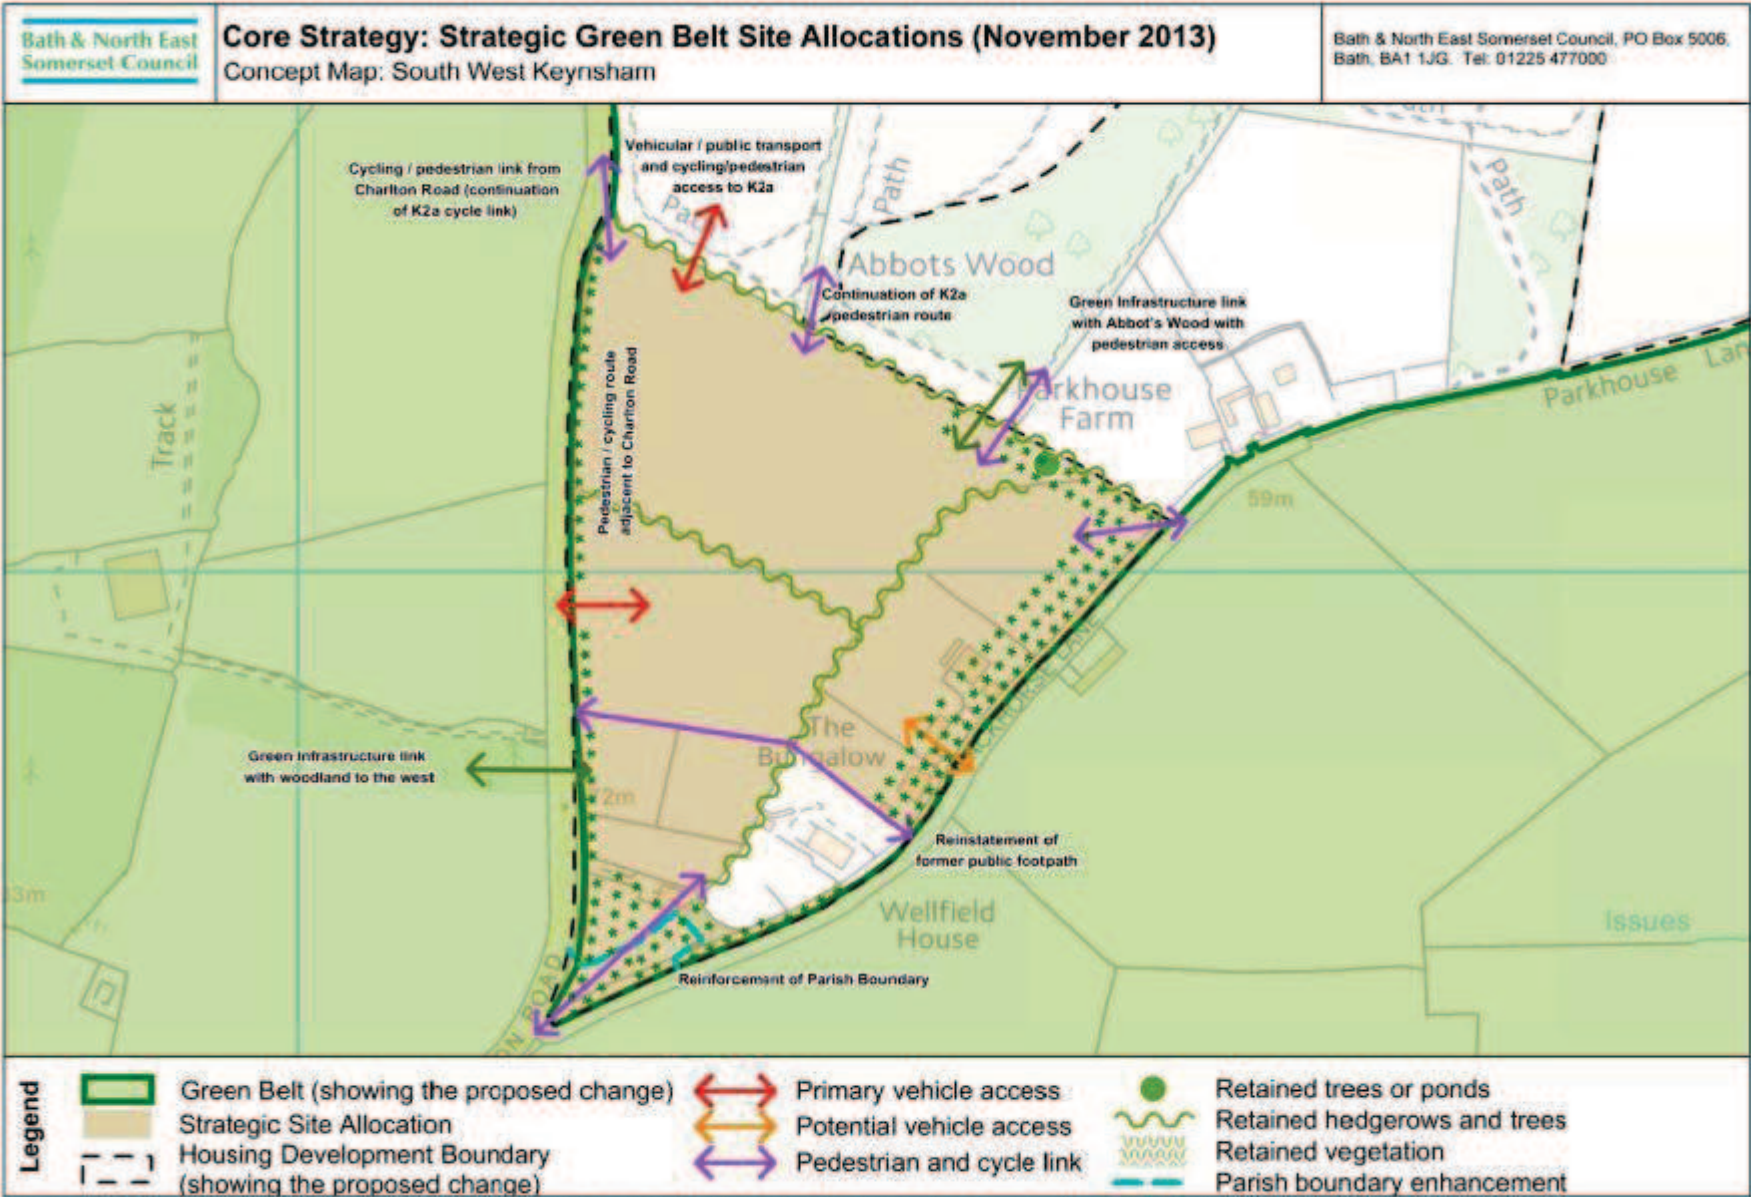 Bath & North East
Somerset Council
Core Strategy: Strategic Green Belt Site Allocations (November 2013)
Concept Map: South West Keynsham
Bath & North East Somerset Council, PO Box 5006,
Bath, BA1 1JG. Tel: 01225 477000
Cycling / pedestrian link from
Charlton Road (continuation
of K2a cycle link)
Vehicular / public transport
and cycling/pedestrian
access to K2a
Path
Path
Abbots Wood
Continuation of K2a
pedestrian route
Green Infrastructure link
with Abbot's Wood with
pedestrian access
Parkhouse
Farm
Parkhouse
Track
Pedestrian / cycling route
adjacent to Charlton Road
59m
The
Bungalow
Green Infrastructure link
with woodland to the west
72m
Reinstatement of
former public footpath
Wellfield
House
Issues
Reinforcement of Parish Boundary
ROAD
LANE
Legend
Green Belt (showing the proposed change)
Strategic Site Allocation
Housing Development Boundary
(showing the proposed change)
Primary vehicle access
Potential vehicle access
Pedestrian and cycle link
Retained trees or ponds
Retained hedgerows and trees
Retained vegetation
Parish boundary enhancement